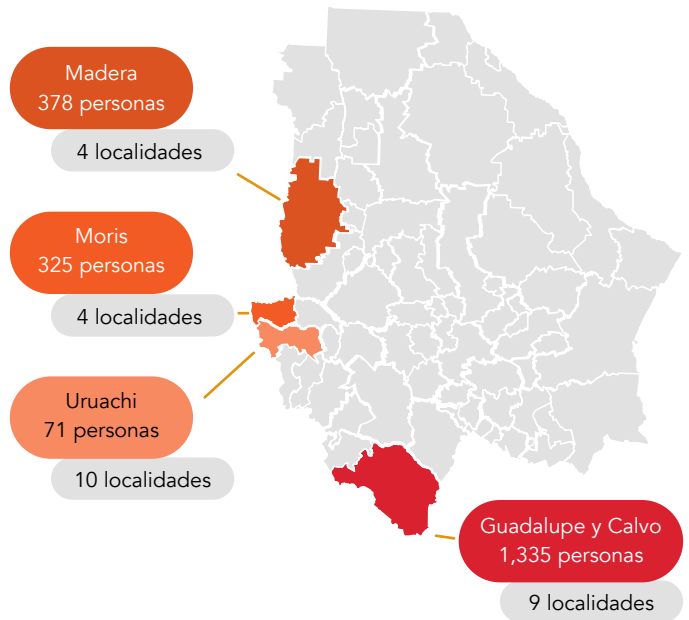 Madera
378 personas
4 localidades
Moris
325 personas
4 localidades
Uruachi
71 personas
10 localidades
Guadalupe y Calvo
1,335 personas
9 localidades